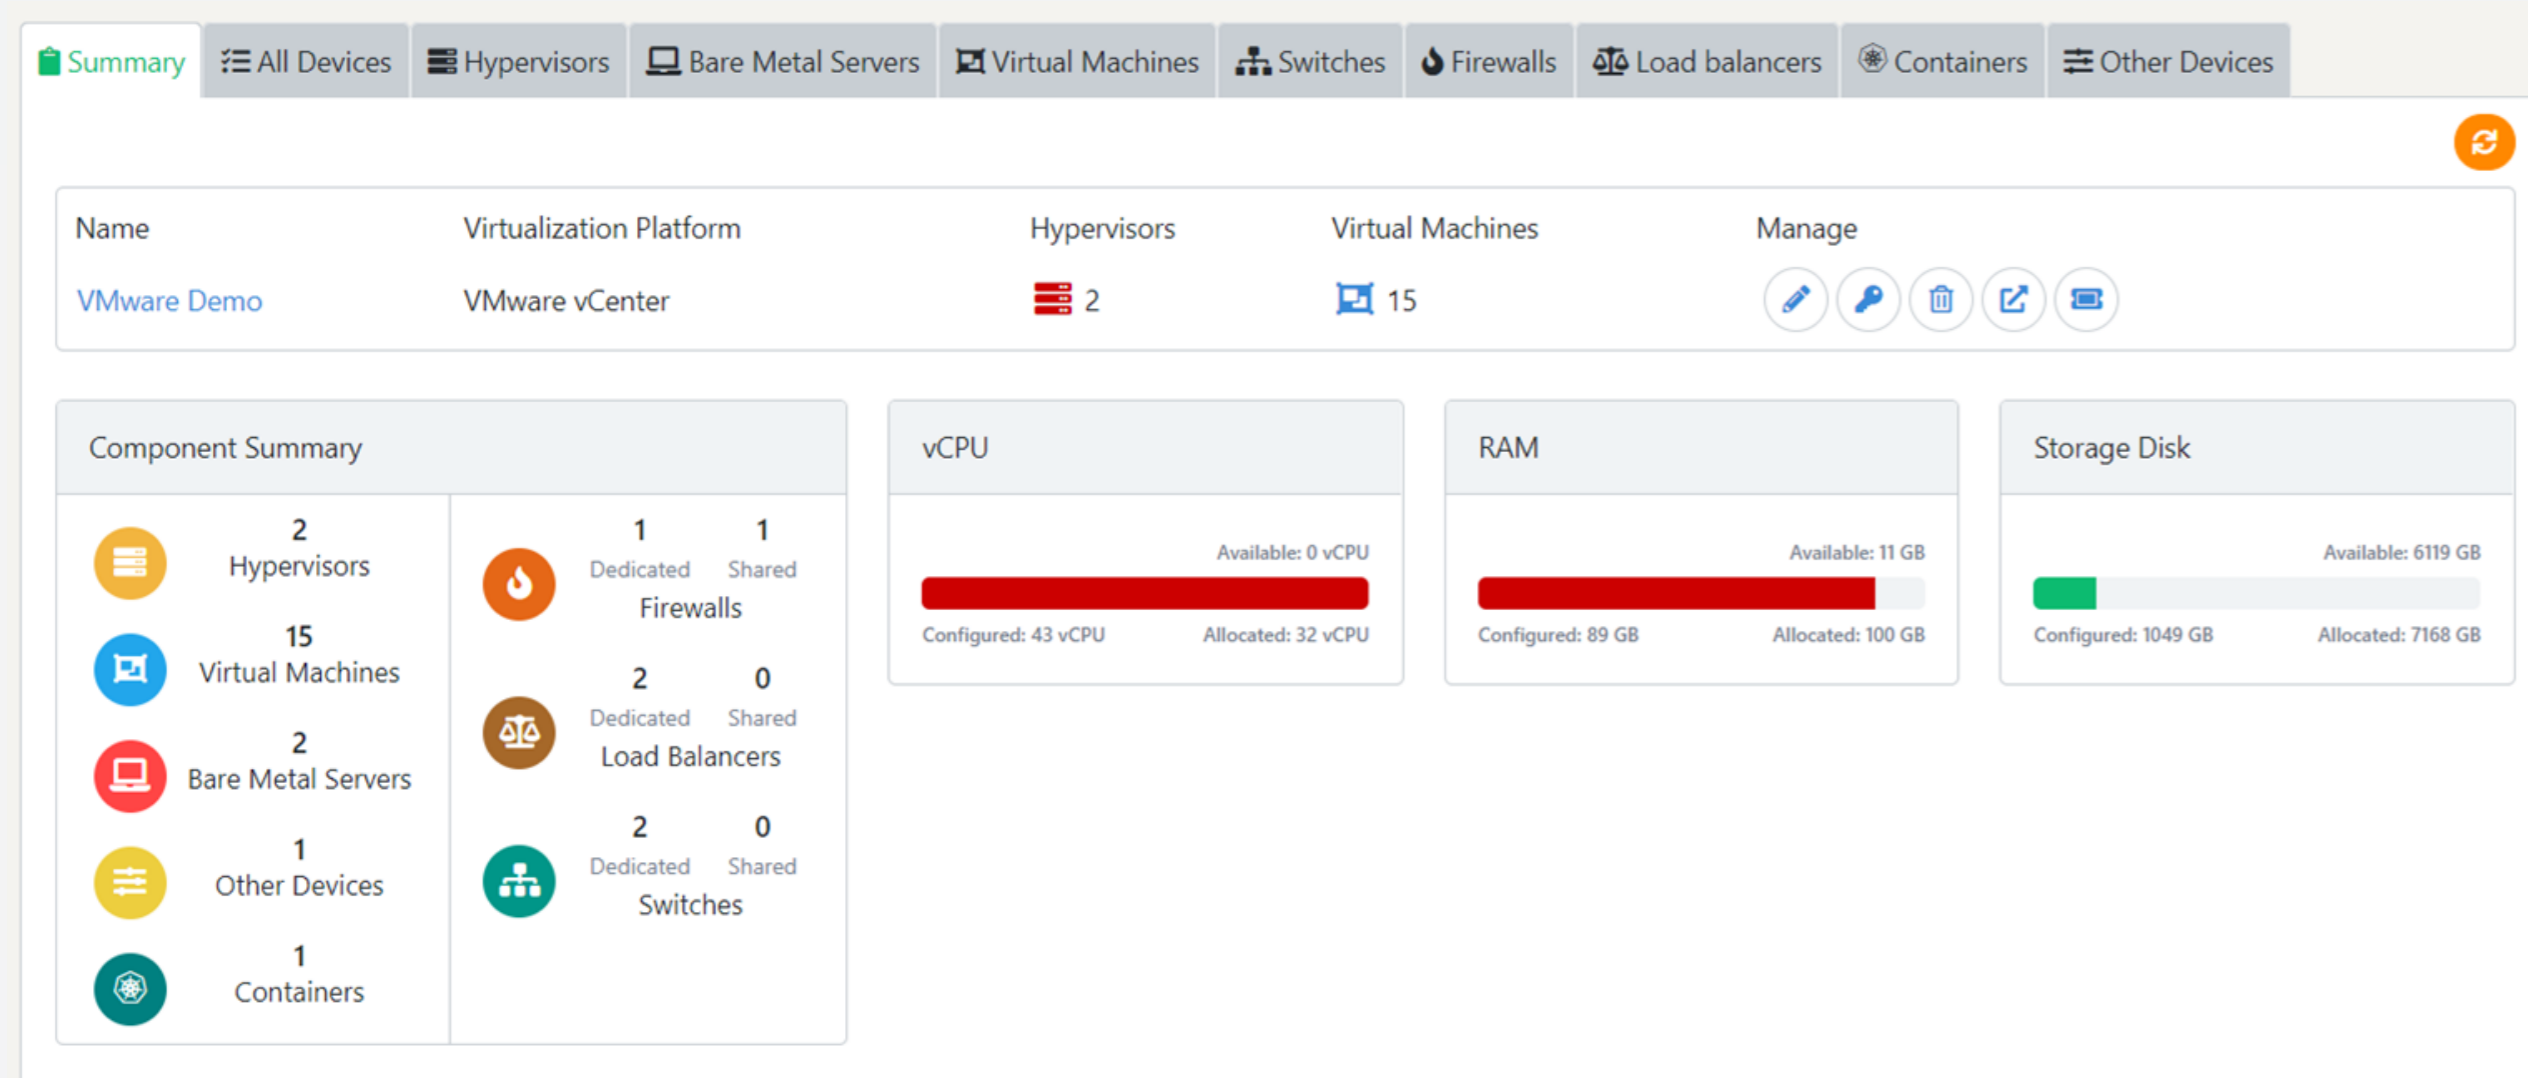 Summary All Devices Hypervisors Bare Metal Servers Virtual Machines Switches Firewalls Load balancers Containers Other Devices
Name Virtualization Platform Hypervisors Virtual Machines Manage
VMware Demo VMware vCenter 2 15
Component Summary
2
Hypervisors
15
Virtual Machines
2
Bare Metal Servers
1
Other Devices
1
Containers
1 1
Dedicated Shared
Firewalls
2 0
Dedicated Shared
Load Balancers
2 0
Dedicated Shared
Switches
vCPU
Available: 0 vCPU
Configured: 43 vCPU Allocated: 32 vCPU
RAM
Available: 11 GB
Configured: 89 GB Allocated: 100 GB
Storage Disk
Available: 6119 GB
Configured: 1049 GB Allocated: 7168 GB